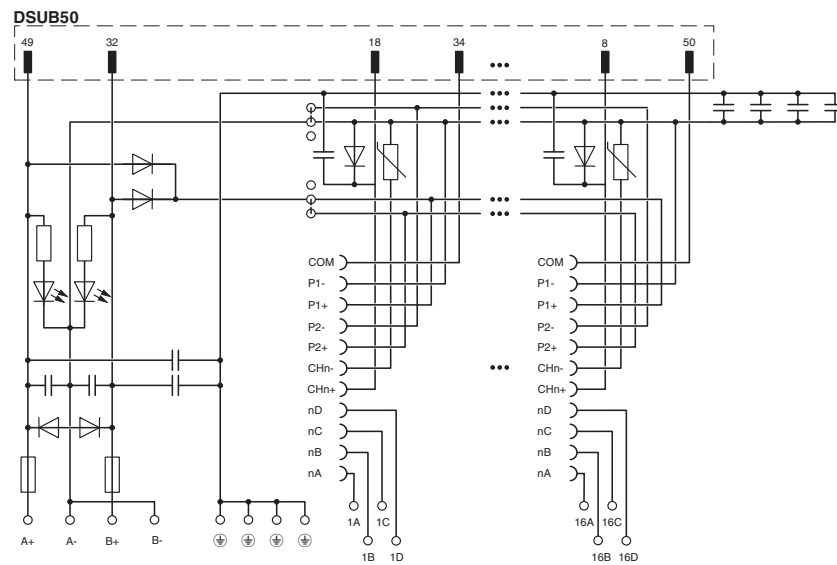 DSUB50
49 32 18 34 ••• 8 50
•••
•••
•••
•••
•••
COM COM
P1- P1-
P1+ P1+
P2- P2-
P2+ P2+
CHn- ••• CHn-
CHn+ CHn+
nD nD
nC nC
nB nB
nA nA
1A 1C 16A 16C
A+ A- B+ B-
1B 1D 16B 16D